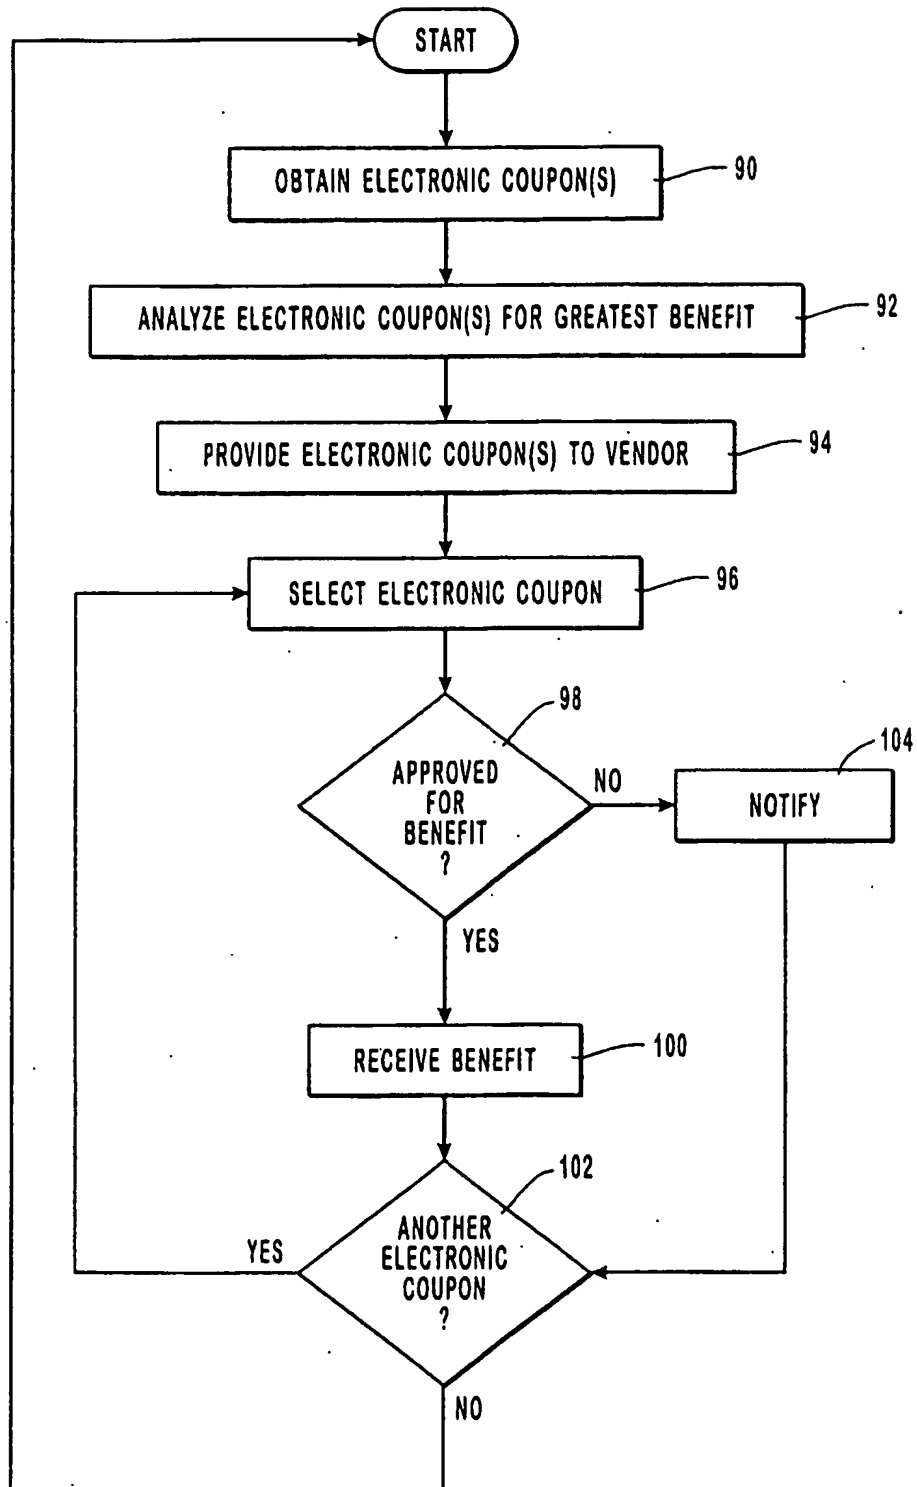 START
OBTAIN ELECTRONIC COUPON(S)
90
ANALYZE ELECTRONIC COUPON(S) FOR GREATEST BENEFIT
92
PROVIDE ELECTRONIC COUPON(S) TO VENDOR
94
SELECT ELECTRONIC COUPON
96
98
APPROVED
FOR
BENEFIT
?
NO
104
NOTIFY
YES
RECEIVE BENEFIT
100
102
ANOTHER
ELECTRONIC
COUPON
?
YES
NO